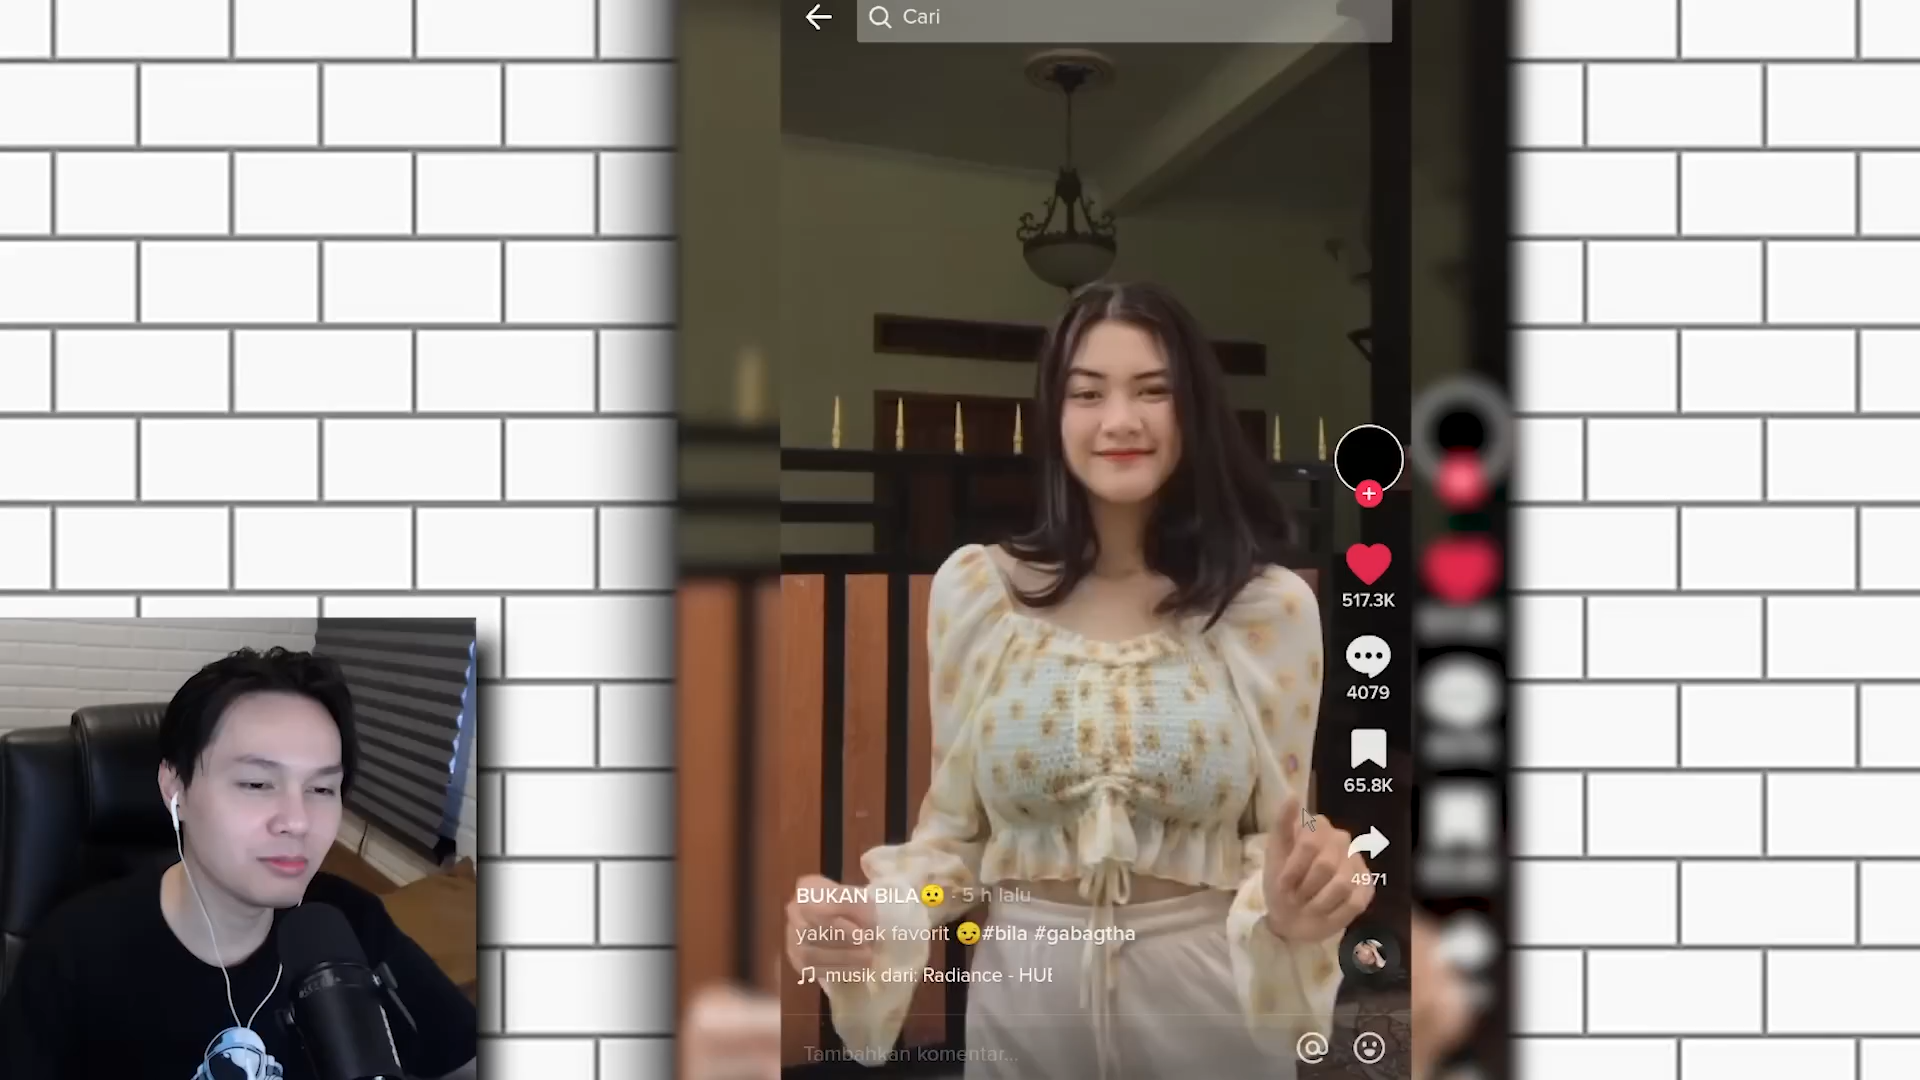 Cari
517.3K
4079
65.8K
4971
BUKAN BILA😟 · 5 h lalu
yakin gak favorit 😏#bila #gabagtha
musik dari: Radiance - HUE
Tambahkan komentar...